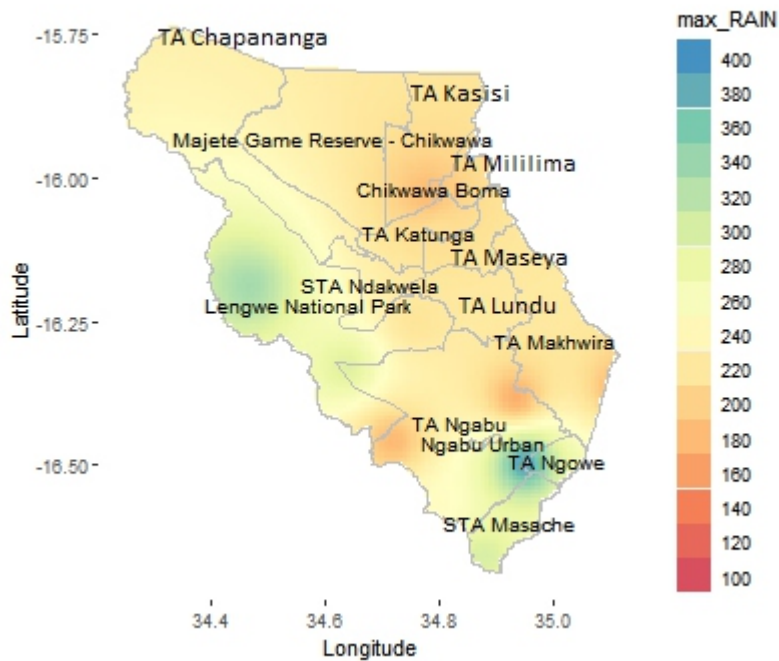 max_RAIN
-15.75
TA Chapananga
400
380
TA Kasisi
360
Majete Game Reserve - Chikwawa
340
TA Mililima
-16.00
Chikwawa Boma
320
300
TA Katunga
TA Maseya
280
STA Ndakwela
260
Lengwe National Park
TA Lundu
Latitude
-16.25
240
TA Makhwira
220
200
TA Ngabu
180
Ngabu Urban
-16.50
TA Ngowe
160
140
STA Masache
120
100
34.4
34.6
34.8
35.0
Longitude